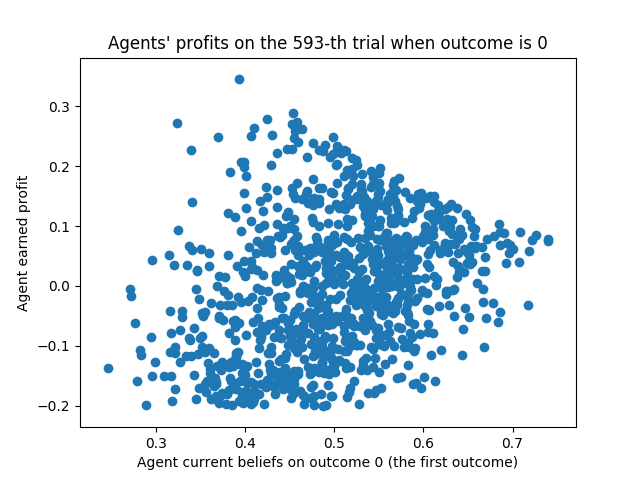 Agents' profits on the 593-th trial when outcome is 0
Agent earned profit
0.3
0.2
0.1
0.0
−0.1
−0.2
0.3 0.4 0.5 0.6 0.7
Agent current beliefs on outcome 0 (the first outcome)